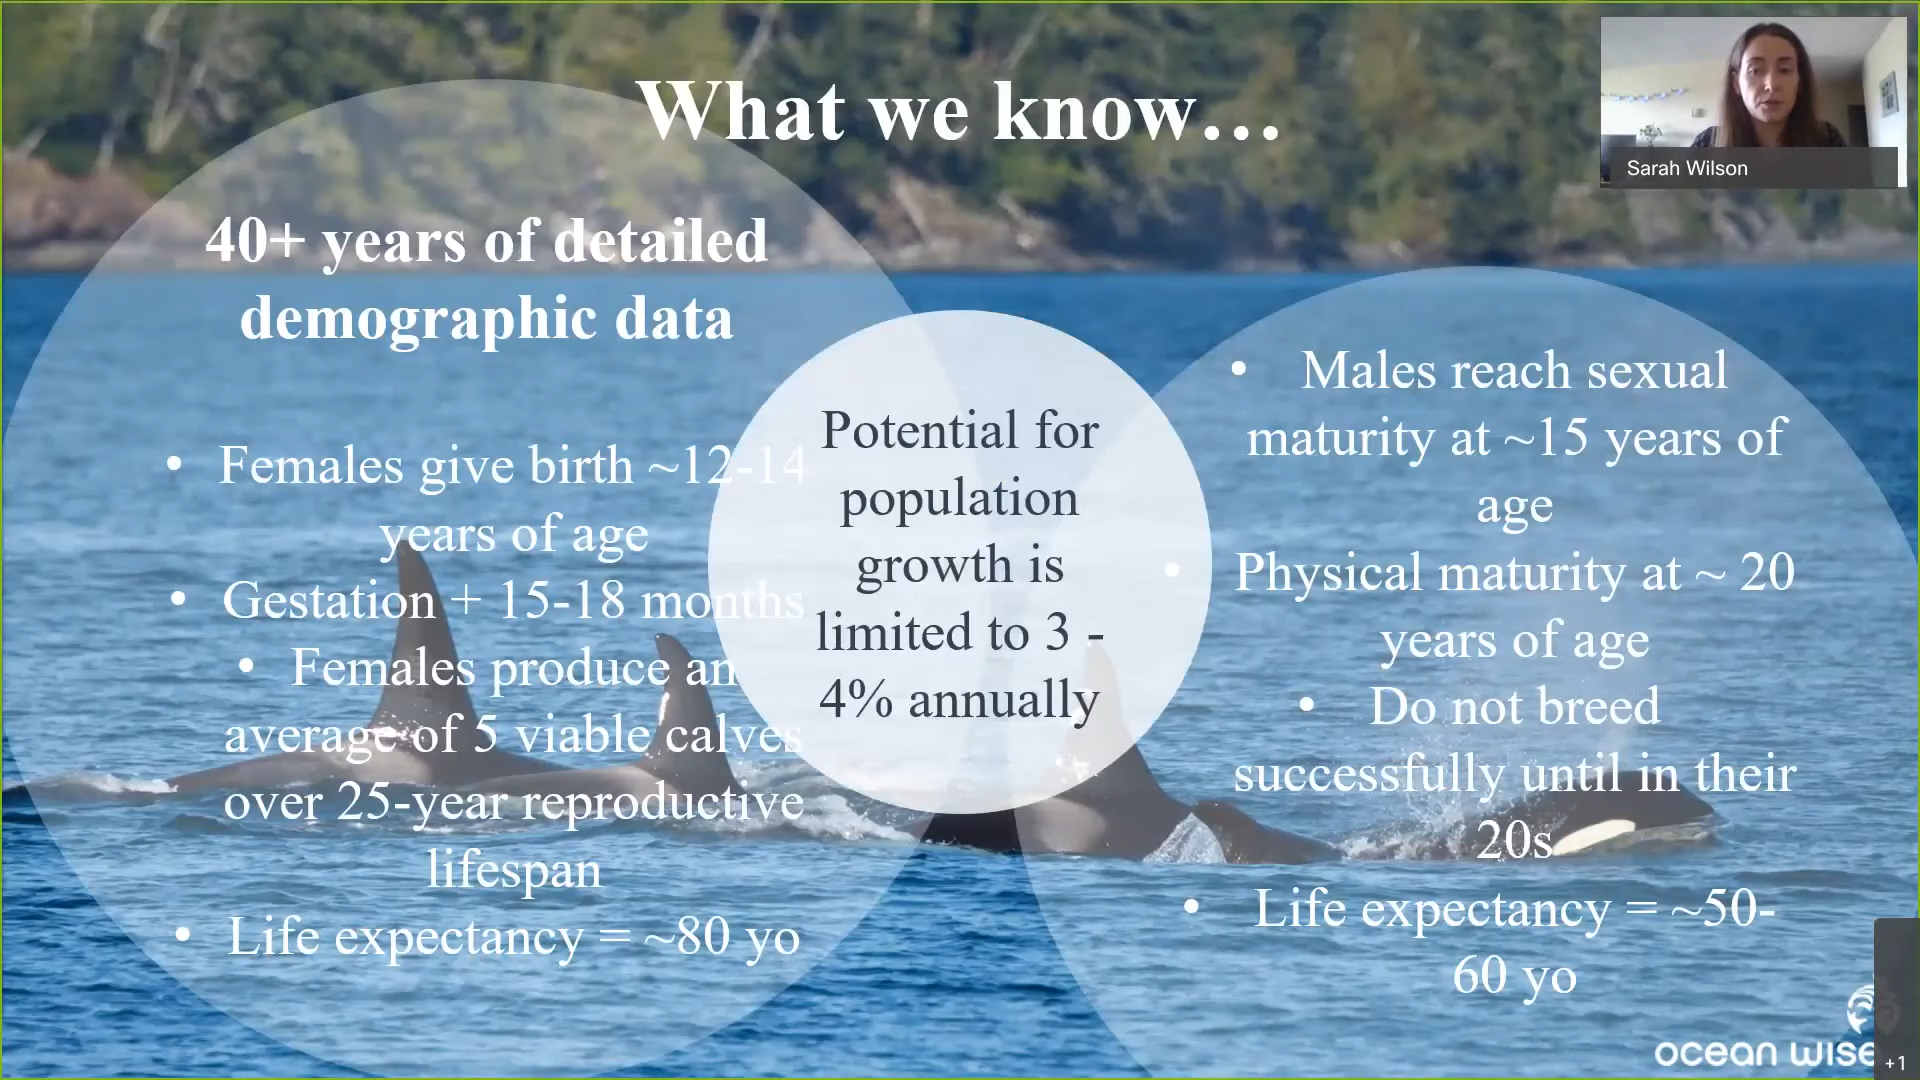 What we know...
Sarah Wilson
40+ years of detailed
demographic data
• Females give birth ~12-14
years of age
• Gestation + 15-18 months
• Females produce an
average of 5 viable calves
over 25-year reproductive
lifespan
• Life expectancy = ~80 yo
Potential for
population
growth is
limited to 3 -
4% annually
• Males reach sexual
maturity at ~15 years of
age
• Physical maturity at ~ 20
years of age
• Do not breed
successfully until in their
20s
• Life expectancy = ~50-
60 yo
ocean wise
+1